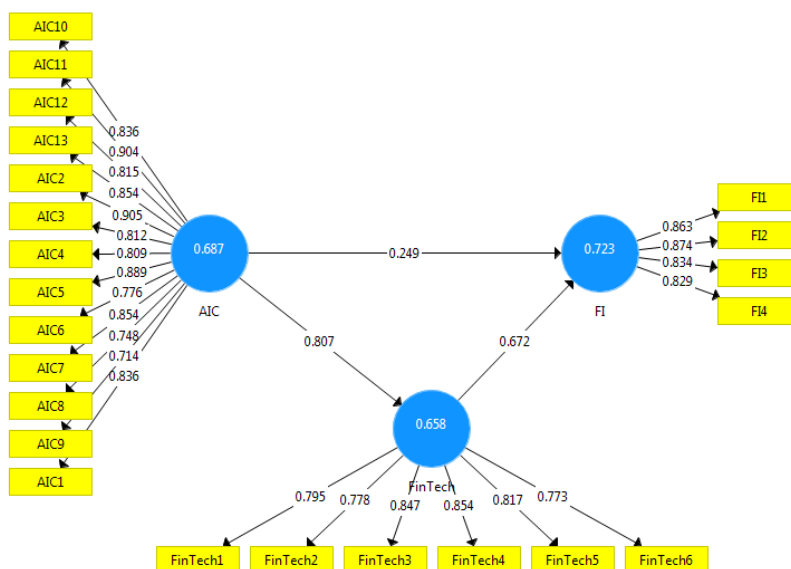 AIC10
AIC11
AIC12
AIC13
AIC2
AIC3
AIC4
AIC5
AIC6
AIC7
AIC8
AIC9
AIC1
0.836
0.904
0.815
0.854
0.905
0.812
0.809
0.889
0.776
0.854
0.748
0.714
0.836
0.687
AIC
0.249
0.807
0.672
0.723
FI
0.863
0.874
0.834
0.829
FI1
FI2
FI3
FI4
0.658
FinTech
0.795
0.778
0.847
0.854
0.817
0.773
FinTech1
FinTech2
FinTech3
FinTech4
FinTech5
FinTech6